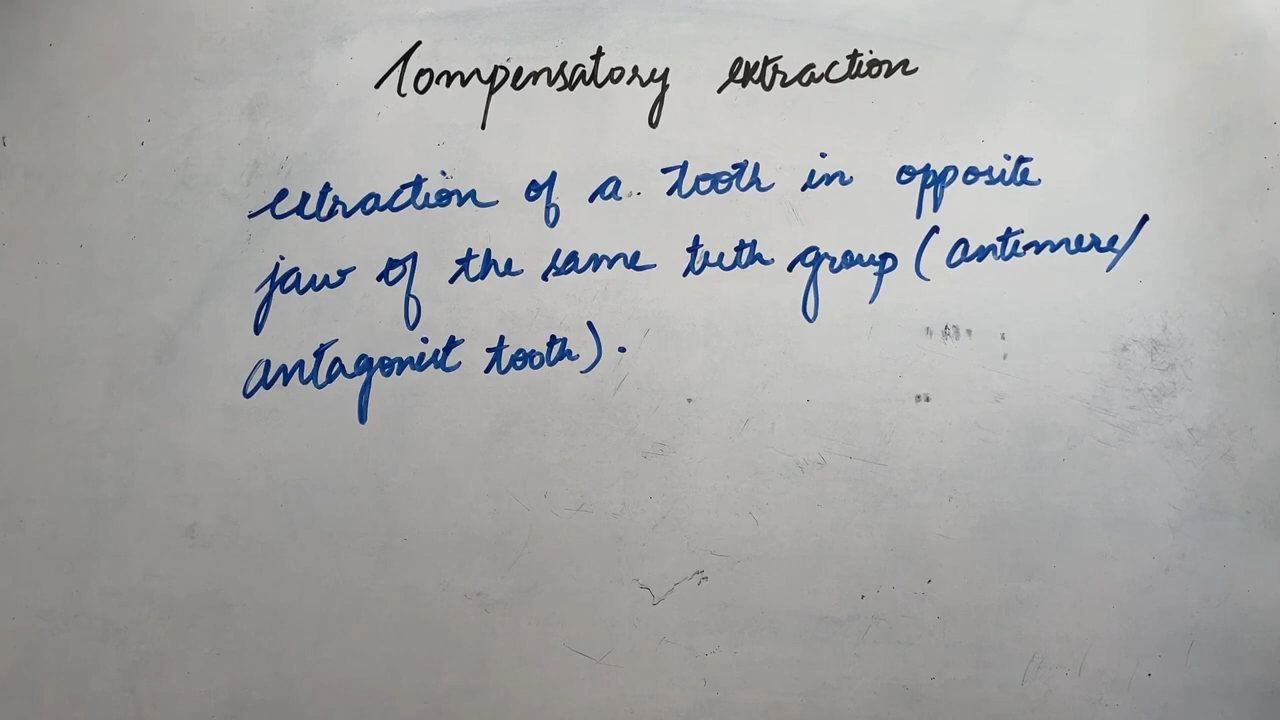 Compensatory extraction
extraction of a tooth in opposite
jaw of the same teeth group (antimere/
antagonist tooth).